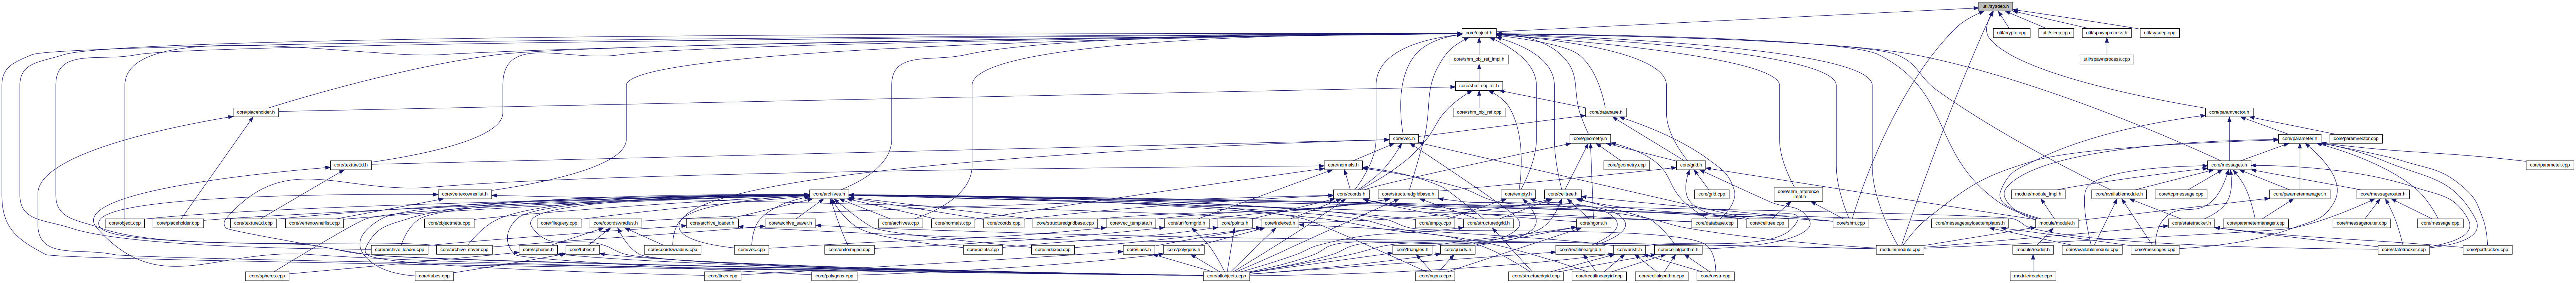 util/sysdep.h
core/object.h
util/crypto.cpp
util/sleep.cpp
util/spawnprocess.h
util/sysdep.cpp
core/shm_obj_ref_impl.h
util/spawnprocess.cpp
core/shm_obj_ref.h
core/placeholder.h
core/shm_obj_ref.cpp
core/database.h
core/paramvector.h
core/vec.h
core/geometry.h
core/parameter.h
core/paramvector.cpp
core/texture1d.h
core/normals.h
core/geometry.cpp
core/grid.h
core/messages.h
core/parameter.cpp
core/vertexownerlist.h
core/archives.h
core/coords.h
core/structuredgridbase.h
core/empty.h
core/celltree.h
core/grid.cpp
core/shm_reference
_impl.h
module/module_impl.h
core/availablemodule.h
core/tcpmessage.cpp
core/parametermanager.h
core/messagerouter.h
core/object.cpp
core/placeholder.cpp
core/texture1d.cpp
core/vertexownerlist.cpp
core/objectmeta.cpp
core/filequery.cpp
core/coordswradius.h
core/archive_loader.h
core/archive_saver.h
core/archives.cpp
core/normals.cpp
core/coords.cpp
core/structuredgridbase.cpp
core/vec_template.h
core/uniformgrid.h
core/points.h
core/indexed.h
core/empty.cpp
core/structuredgrid.h
core/ngons.h
core/database.cpp
core/celltree.cpp
core/shm.cpp
core/messagepayloadtemplates.h
module/module.h
core/statetracker.h
core/parametermanager.cpp
core/messagerouter.cpp
core/message.cpp
core/archive_loader.cpp
core/archive_saver.cpp
core/spheres.h
core/tubes.h
core/coordswradius.cpp
core/vec.cpp
core/uniformgrid.cpp
core/points.cpp
core/indexed.cpp
core/lines.h
core/polygons.h
core/triangles.h
core/quads.h
core/rectilineargrid.h
core/unstr.h
core/cellalgorithm.h
module/module.cpp
module/reader.h
core/availablemodule.cpp
core/messages.cpp
core/statetracker.cpp
core/porttracker.cpp
core/spheres.cpp
core/tubes.cpp
core/lines.cpp
core/polygons.cpp
core/allobjects.cpp
core/ngons.cpp
core/structuredgrid.cpp
core/rectilineargrid.cpp
core/cellalgorithm.cpp
core/unstr.cpp
module/reader.cpp